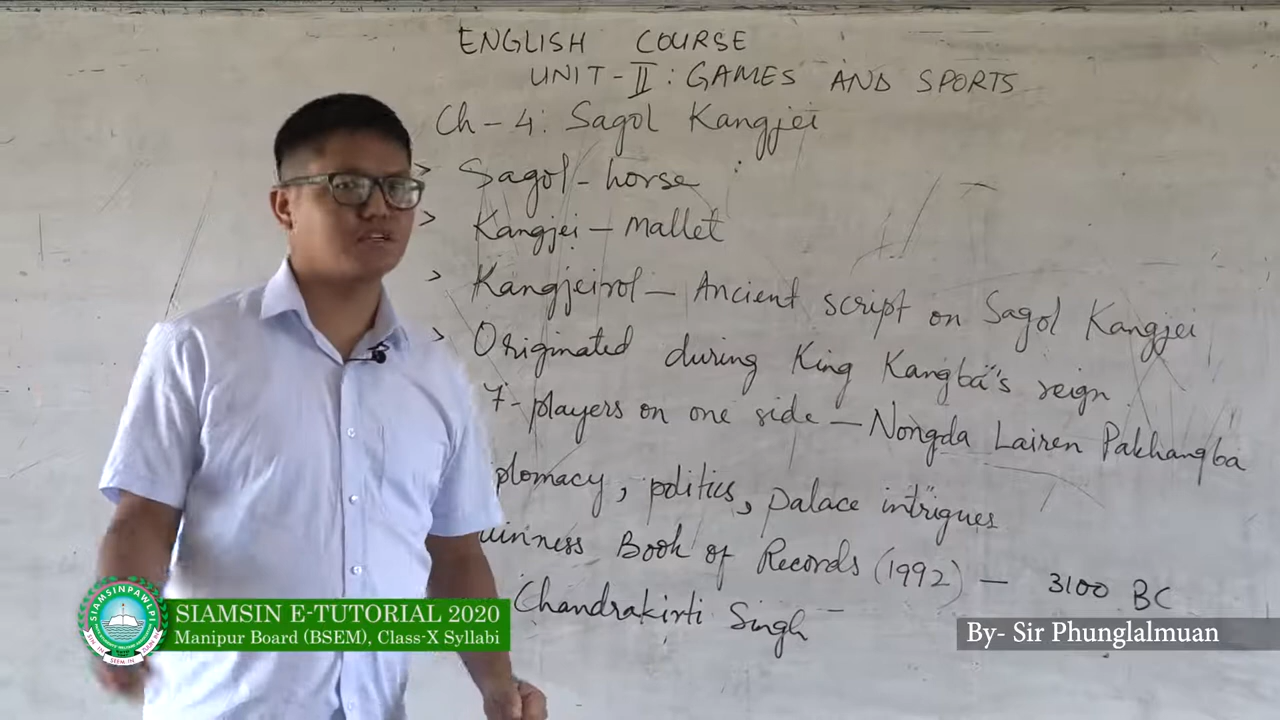 ENGLISH COURSE
UNIT-II: GAMES AND SPORTS
Ch-4: Sagol Kangjei
> Sagol - horse
> Kangjei - Mallet
> Kangjeirol - Ancient script on Sagol Kangjei
> Originated during King Kangba"s reign
7-players on one side - Nongda Lairen Pakhangba
plomacy, politics, palace intrigues
uinness Book of Records (1992) - 3100 BC
Chandrakirti Singh
SIAMSINPAWLPI
SIAMSIN E-TUTORIAL 2020
Manipur Board (BSEM), Class-X Syllabi
By- Sir Phunglalmuan